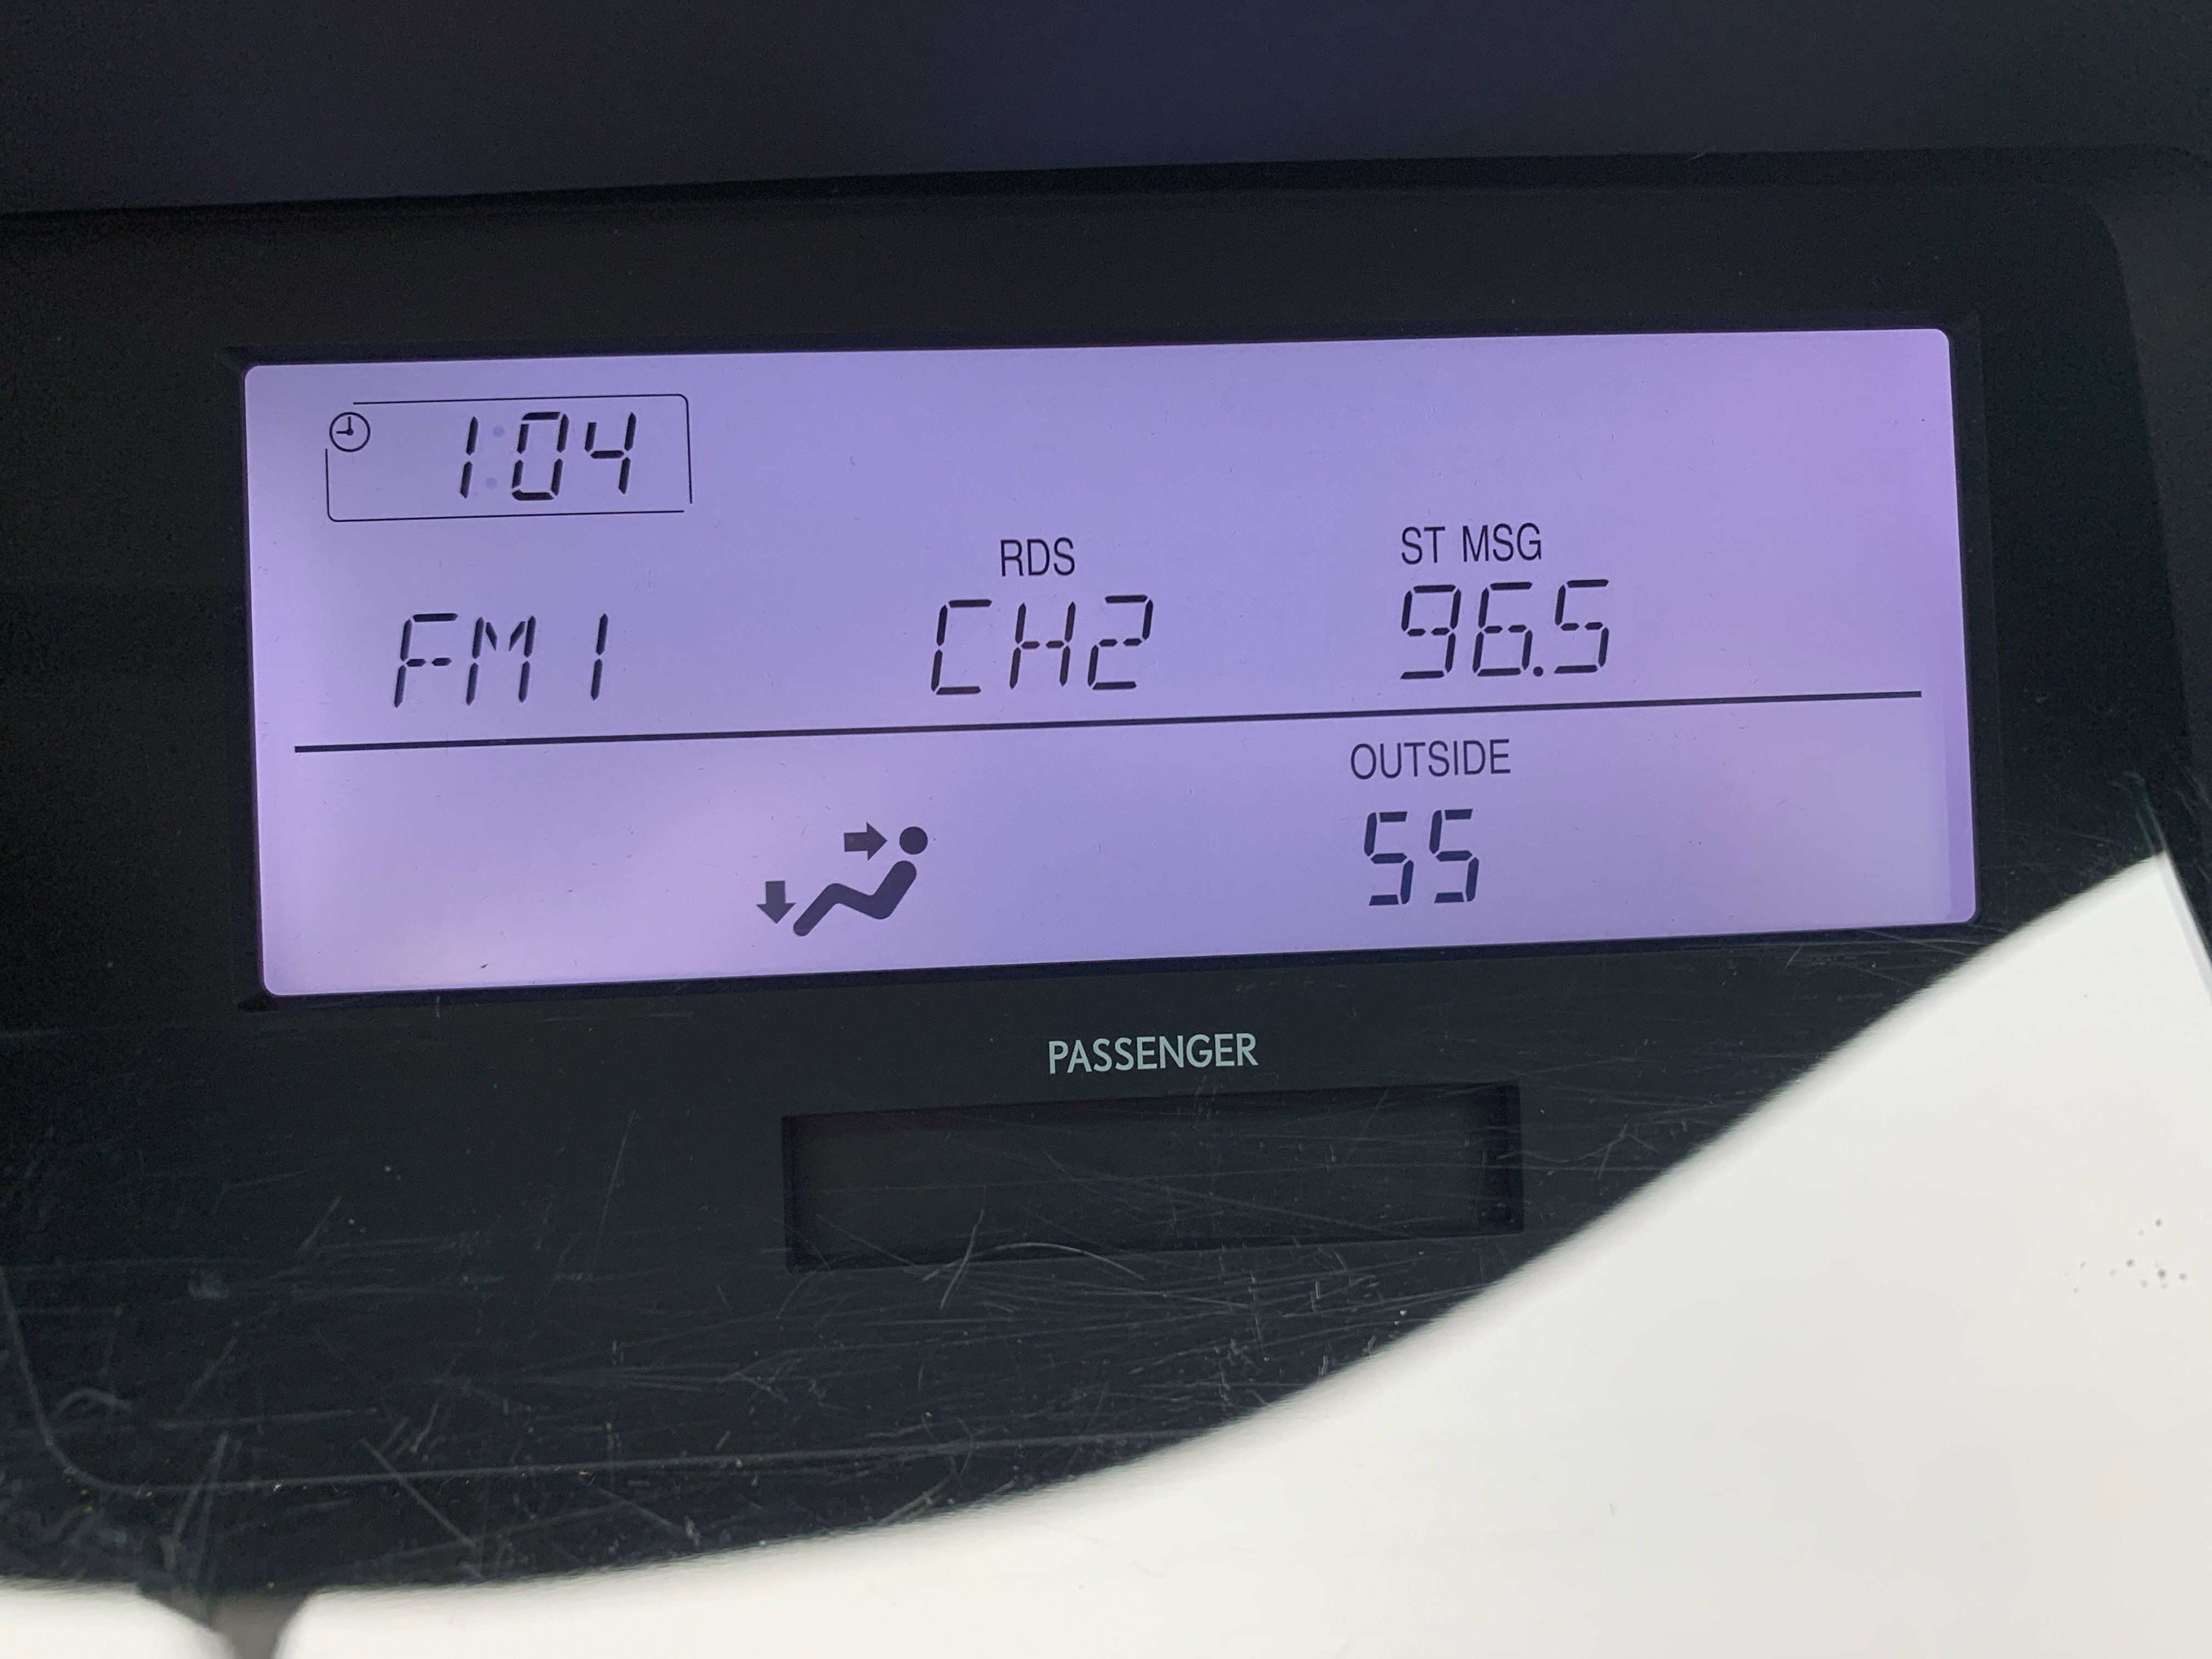 1:04
RDS ST MSG
FM1 CH2 96.5
OUTSIDE
55
PASSENGER